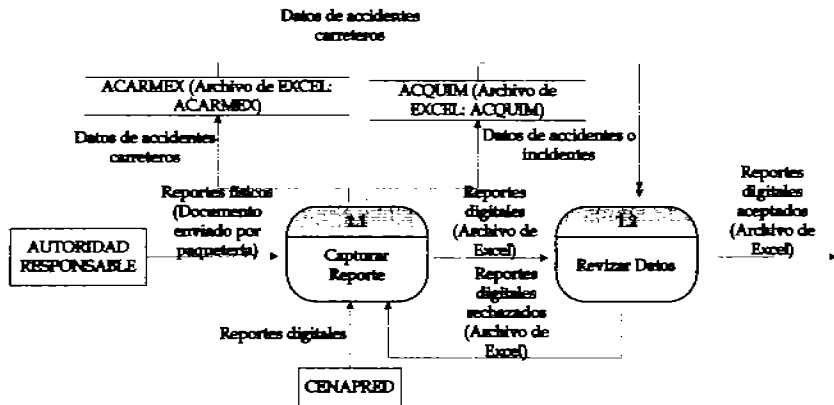 Datos de accidentes
carreteros
ACARMEX (Archivo de EXCEL:
ACARMEX)
ACQUIM (Archivo de
EXCEL: ACQUIM)
Datos de accidentes
carreteros
Datos de accidentes o
incidentes
Reportes físicos
(Documento
enviado por
paquetería)
Reportes
digitales
(Archivo de
Excel)
Reportes
digitales
aceptados
(Archivo de
Excel)
AUTORIDAD
RESPONSABLE
1.1
Capturar
Reporte
1.2
Revizar Datos
Reportes
digitales
rechazados
(Archivo de
Excel)
Reportes digitales
CENAPRED